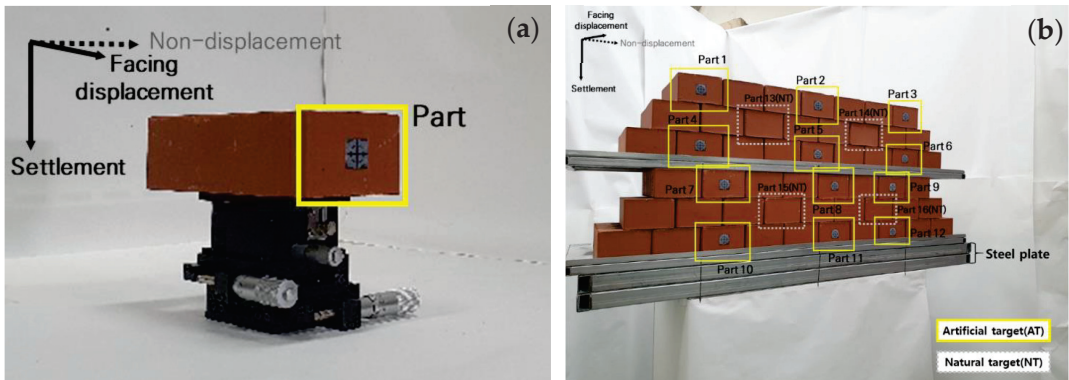 (a)
Non-displacement
Facing
displacement
Settlement
Part
(b)
Facing
displacement
Non-displacement
Settlement
Part 1
Part 2
Part 3
Part13(NT)
Part 14(NT)
Part 4
Part 5
Part 6
Part 7
Part 15(NT)
Part 8
Part 9
Part 16(NT)
Part 10
Part 11
Part 12
Steel plate
Artificial target(AT)
Natural target(NT)